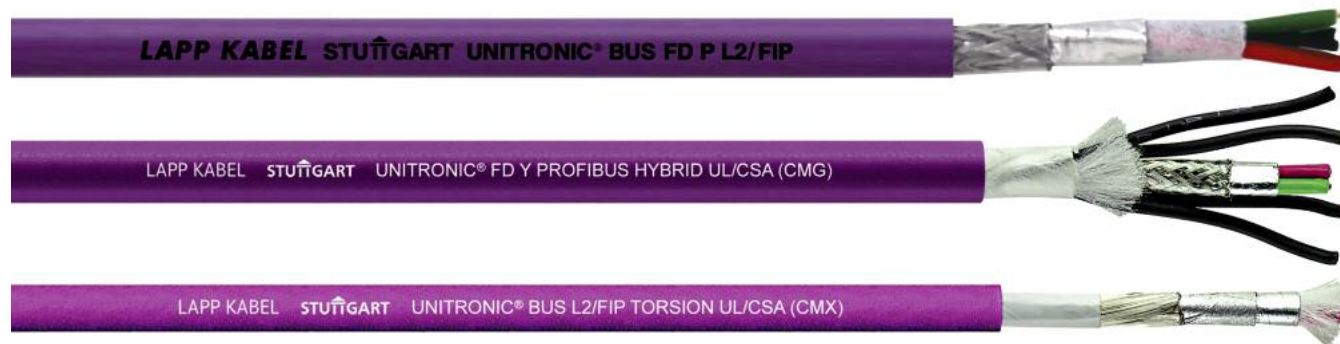 LAPP KABEL STUTTGART UNITRONIC® BUS FD P L2/FIP
LAPP KABEL STUTTGART UNITRONIC® FD Y PROFIBUS HYBRID UL/CSA (CMG)
LAPP KABEL STUTTGART UNITRONIC® BUS L2/FIP TORSION UL/CSA (CMX)